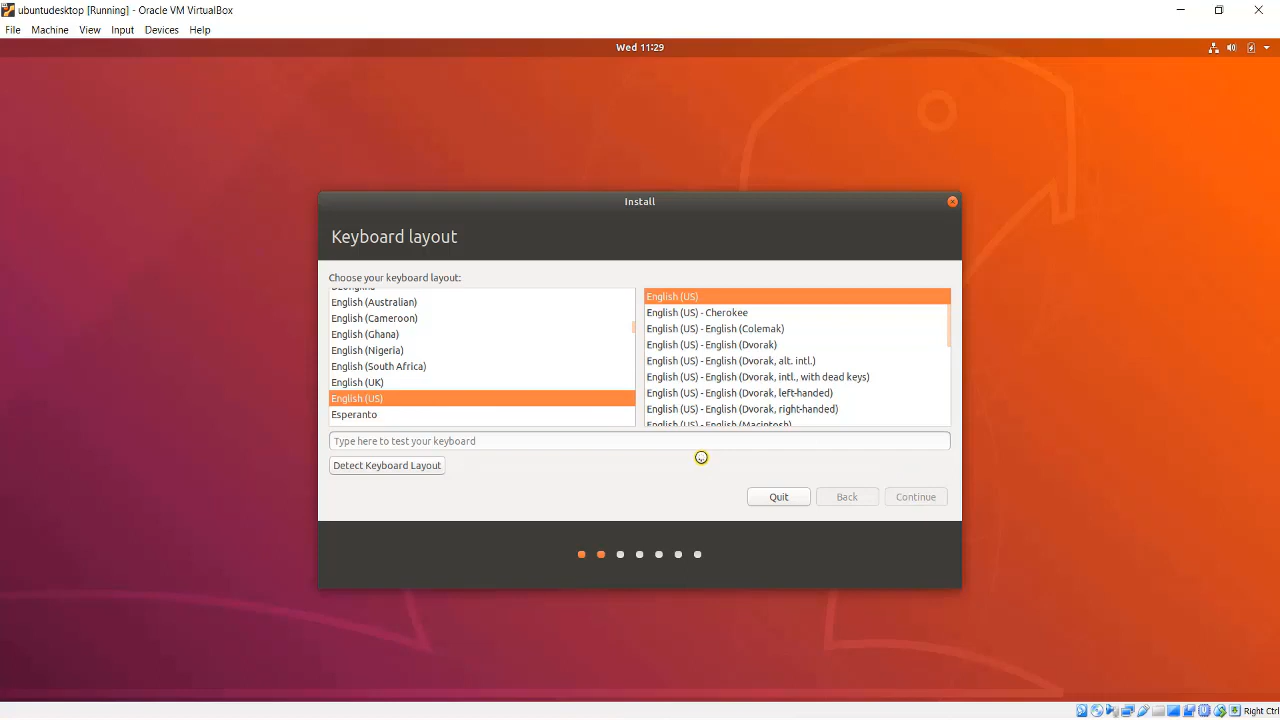 ubuntudesktop [Running] - Oracle VM VirtualBox
File Machine View Input Devices Help
Wed 11:29
Install
Keyboard layout
Choose your keyboard layout:
English (Australian)
English (Cameroon)
English (Ghana)
English (Nigeria)
English (South Africa)
English (UK)
English (US)
Esperanto
English (US)
English (US) - Cherokee
English (US) - English (Colemak)
English (US) - English (Dvorak)
English (US) - English (Dvorak, alt. intl.)
English (US) - English (Dvorak, intl., with dead keys)
English (US) - English (Dvorak, left-handed)
English (US) - English (Dvorak, right-handed)
English (US) - English (Macintosh)
Type here to test your keyboard
Detect Keyboard Layout
Quit Back Continue
Right Ctrl